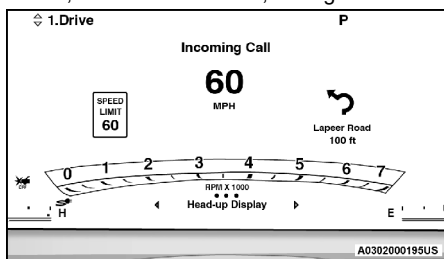 1.Drive
P
Incoming Call
60
MPH
SPEED
LIMIT
60
Lapeer Road
100 ft
0 1 2 3 4 5 6 7
RPM X 1000
H
Head-up Display
E
A0302000195US